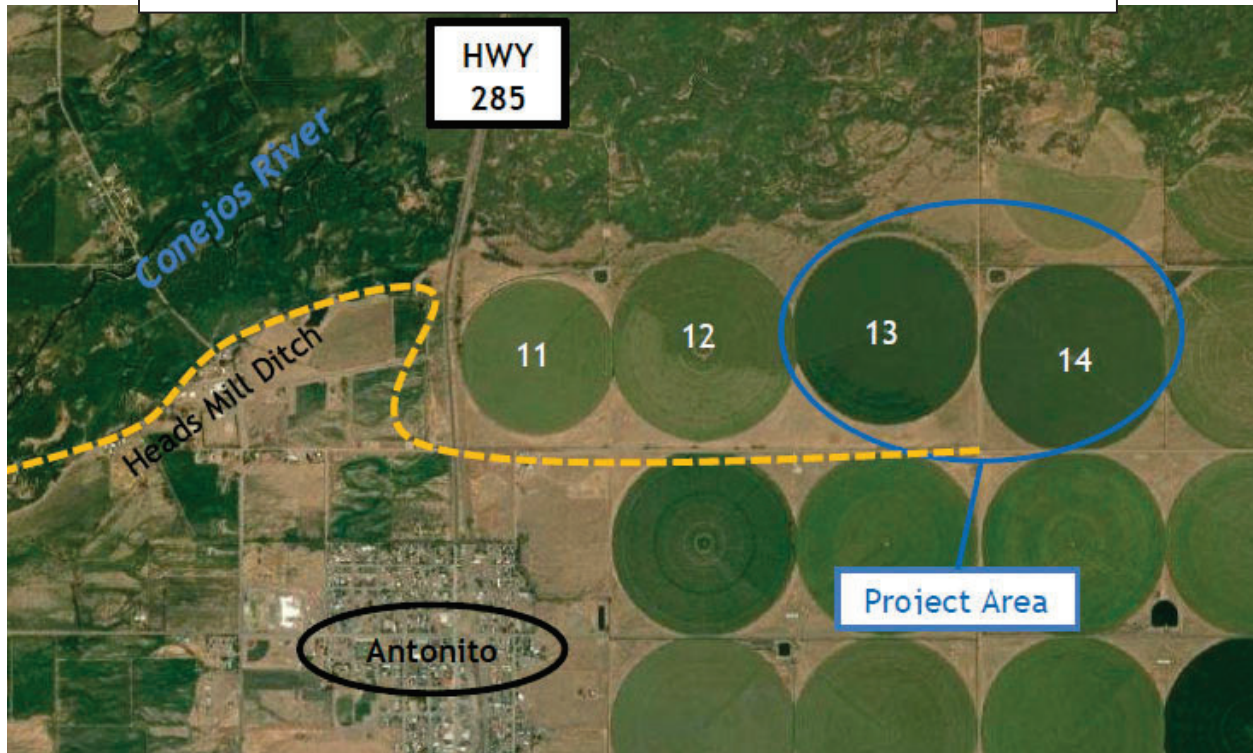 HWY
285
Conejos River
Heads Mill Ditch
11
12
13
14
Project Area
Antonito